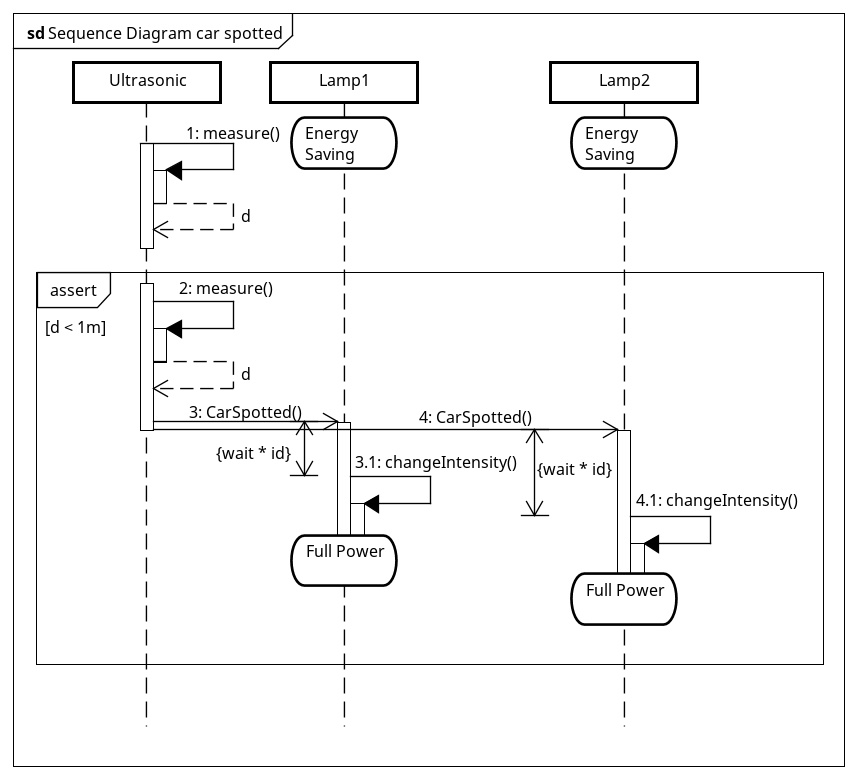 sd Sequence Diagram car spotted
Ultrasonic
Lamp1
Lamp2
1: measure()
Energy
Saving
Energy
Saving
d
assert
2: measure()
[d < 1m]
d
3: CarSpotted()
4: CarSpotted()
{wait * id}
3.1: changeIntensity()
{wait * id}
4.1: changeIntensity()
Full Power
Full Power